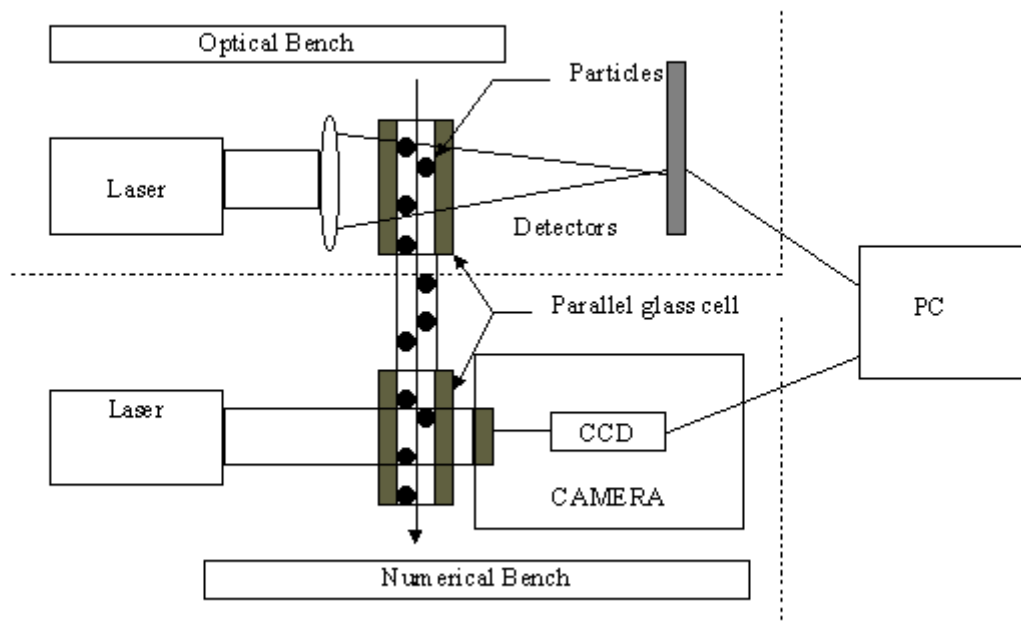 Optical Bench
Particles
Laser
Detectors
Parallel glass cell
PC
Laser
CCD
CAMERA
Numerical Bench